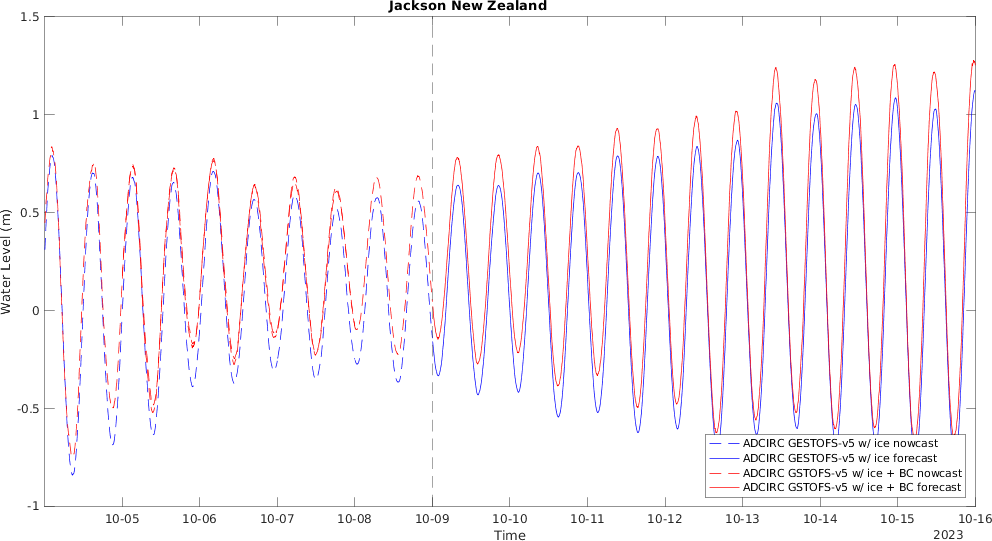 Jackson New Zealand
Water Level (m)
1.5
1
0.5
0
-0.5
-1
ADCIRC GESTOFS-v5 w/ ice nowcast
ADCIRC GESTOFS-v5 w/ ice forecast
ADCIRC GSTOFS-v5 w/ ice + BC nowcast
ADCIRC GSTOFS-v5 w/ ice + BC forecast
10-05 10-06 10-07 10-08 10-09 10-10 10-11 10-12 10-13 10-14 10-15 10-16
Time
2023